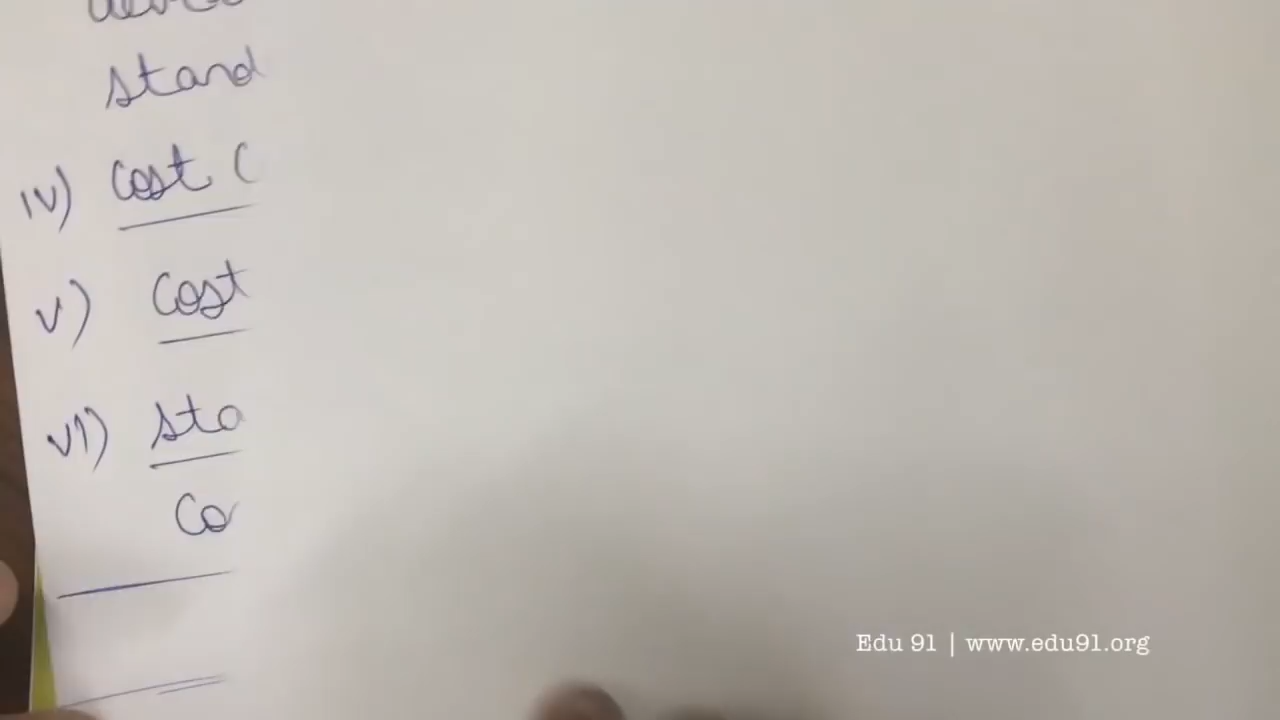 stand
iv) Cost (
v) Cost
vi) sta
Co
Edu 91 | www.edu91.org